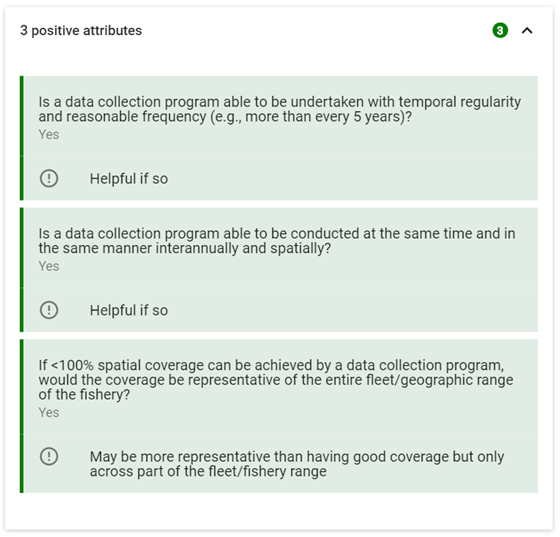 3 positive attributes
3
Is a data collection program able to be undertaken with temporal regularity
and reasonable frequency (e.g., more than every 5 years)?
Yes
Helpful if so
Is a data collection program able to be conducted at the same time and in
the same manner interannually and spatially?
Yes
Helpful if so
If <100% spatial coverage can be achieved by a data collection program,
would the coverage be representative of the entire fleet/geographic range
of the fishery?
Yes
May be more representative than having good coverage but only
across part of the fleet/fishery range